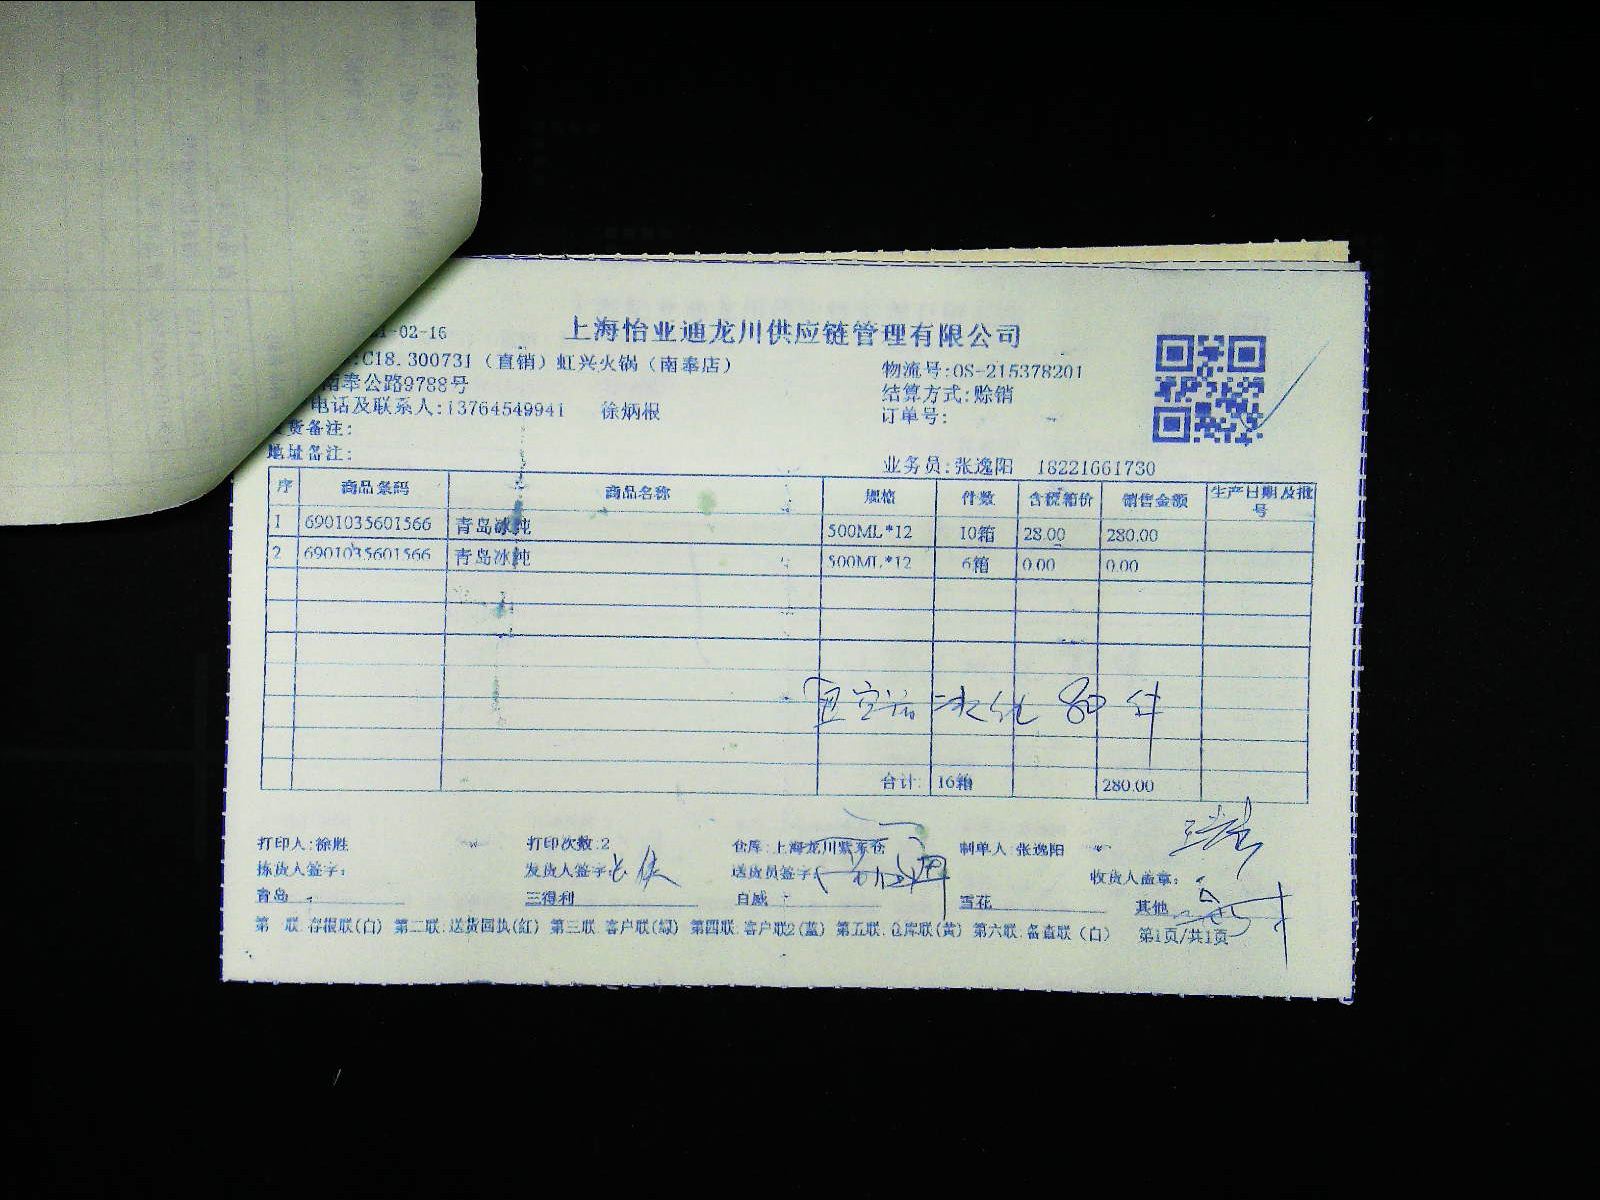 上海怡业通龙川供应链管理有限公司
-02-16
C18.300731（直销）虹兴火锅（南奉店）
物流号:OS-215378201
南奉公路9788号
结算方式:赊销
电话及联系人:13764549941 徐炳根
订单号:
货备注:
地址备注:
业务员:张逸阳 18221661730
序 商品条码 商品名称 规格 件数 含税箱价 销售金额 生产日期及批号
1 6901035601566 青岛冰纯 500ML*12 10箱 28.00 280.00
2 6901035601566 青岛冰纯 500ML*12 6箱 0.00 0.00
冰纯 80 件
合计: 16箱 280.00
打印人:徐胜 打印次数:2 仓库:上海龙川紫东仓 制单人:张逸阳
拣货人签字: 发货人签字: 送货员签字: 收货人盖章:
青岛 三得利 百威 雪花 其他
第 联:存根联(白) 第二联:送货回执(红) 第三联:客户联(绿) 第四联:客户联2(蓝) 第五联:仓库联(黄) 第六联:备查联（白） 第1页/共1页